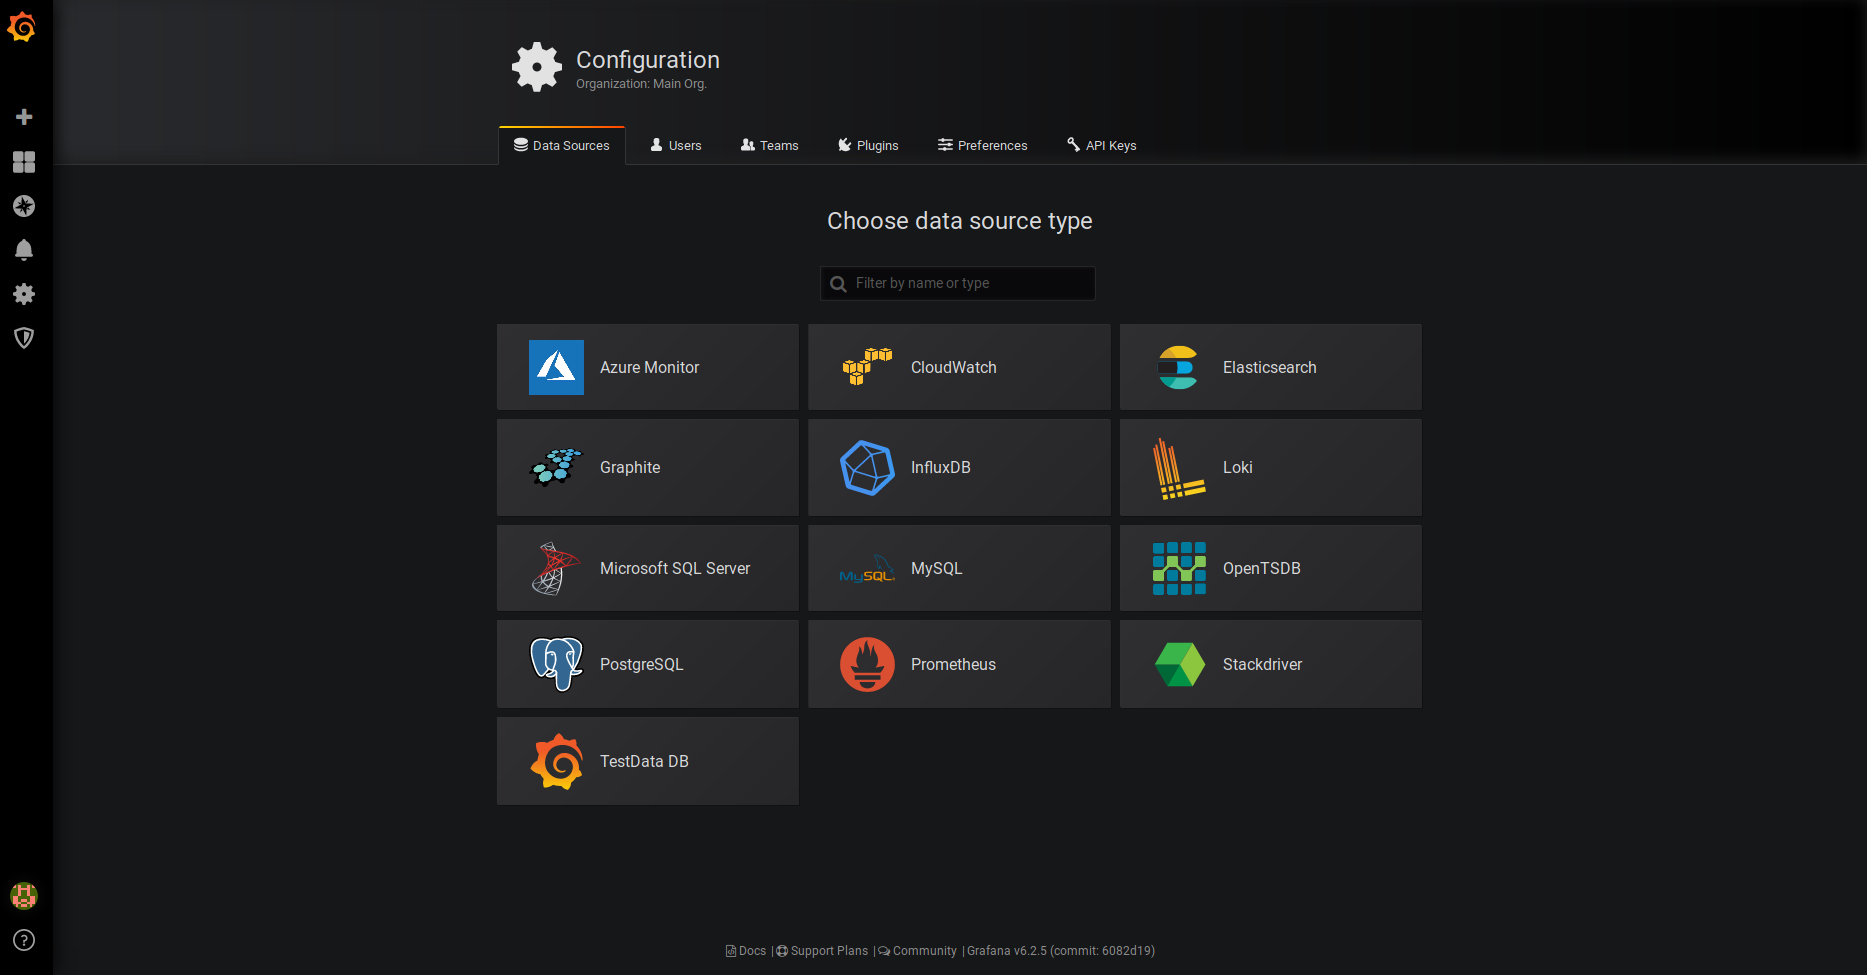 Configuration
Organization: Main Org.
Data Sources
Users
Teams
Plugins
Preferences
API Keys
Choose data source type
Filter by name or type
Azure Monitor
CloudWatch
Elasticsearch
Graphite
InfluxDB
Loki
Microsoft SQL Server
MySQL
MySQL
OpenTSDB
PostgreSQL
Prometheus
Stackdriver
TestData DB
Docs | Support Plans | Community | Grafana v6.2.5 (commit: 6082d19)